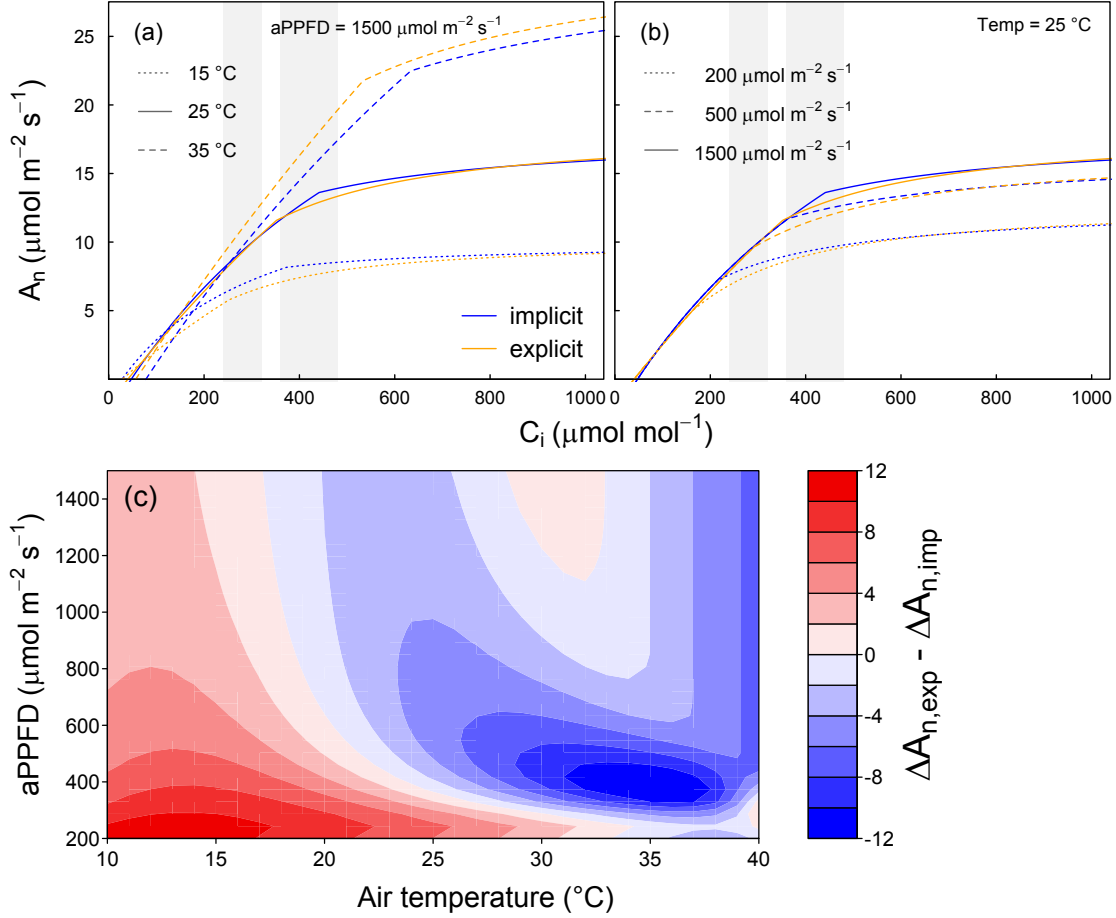 (a)
aPPFD = 1500 μmol m⁻² s⁻¹
15 °C
25 °C
35 °C
implicit
explicit
(b)
Temp = 25 °C
200 μmol m⁻² s⁻¹
500 μmol m⁻² s⁻¹
1500 μmol m⁻² s⁻¹
Aₙ (μmol m⁻² s⁻¹)
25
20
15
10
5
0 200 400 600 800 1000
0 200 400 600 800 1000
Cᵢ (μmol mol⁻¹)
(c)
aPPFD (μmol m⁻² s⁻¹)
1400
1200
1000
800
600
400
200
10 15 20 25 30 35 40
Air temperature (°C)
12
8
4
0
-4
-8
-12
ΔAn,exp - ΔAn,imp